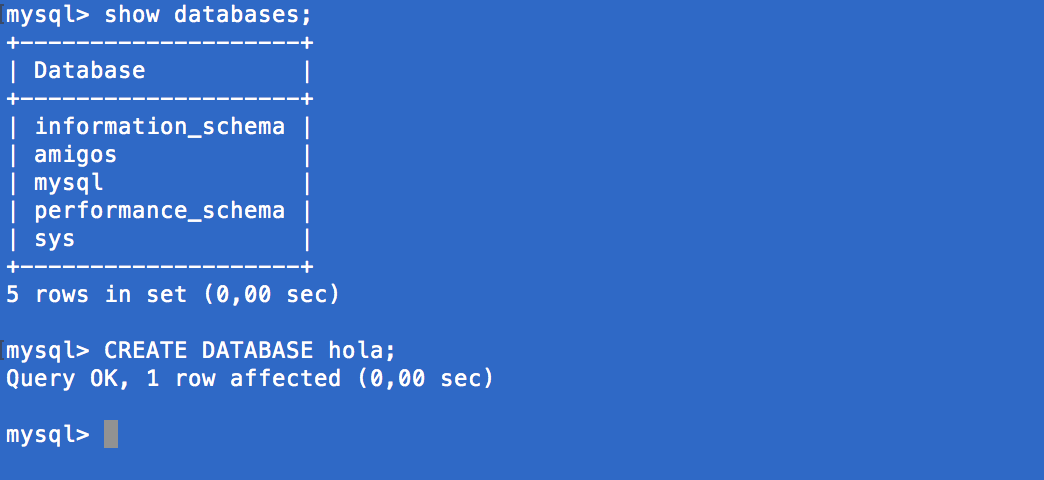 mysql> show databases;
+--------------------+
| Database           |
+--------------------+
| information_schema |
| amigos             |
| mysql              |
| performance_schema |
| sys                |
+--------------------+
5 rows in set (0,00 sec)
mysql> CREATE DATABASE hola;
Query OK, 1 row affected (0,00 sec)
mysql>